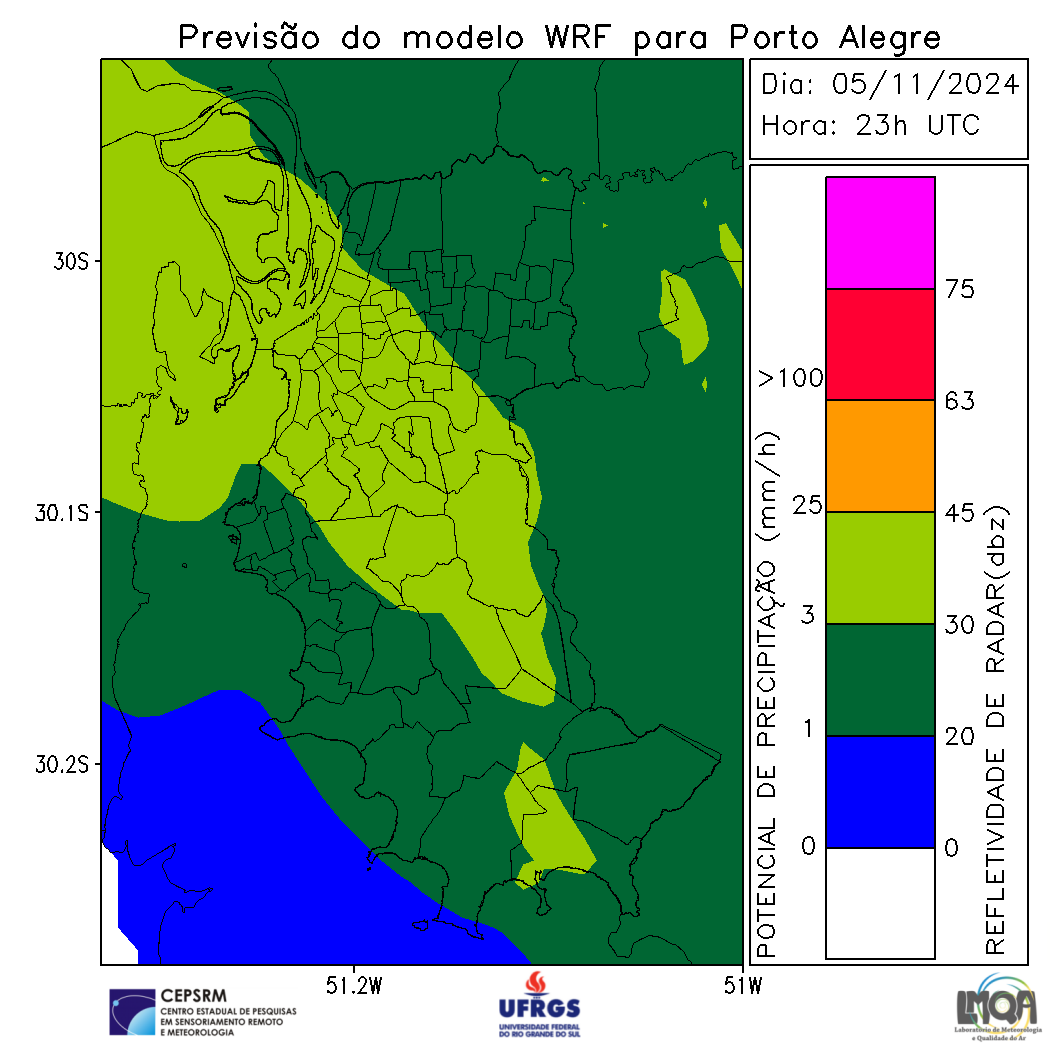 Previsão do modelo WRF para Porto Alegre
Dia: 05/11/2024
Hora: 23h UTC
30S
30.1S
30.2S
51.2W
51W
POTENCIAL DE PRECIPITAÇÃO (mm/h)
>100
25
3
1
0
75
63
45
30
20
0
REFLETIVIDADE DE RADAR(dbz)
CEPSRM
CENTRO ESTADUAL DE PESQUISAS
EM SENSORIAMENTO REMOTO
E METEOROLOGIA
UFRGS
UNIVERSIDADE FEDERAL
DO RIO GRANDE DO SUL
LMQA
Laboratório de Meteorologia
e Qualidade do Ar